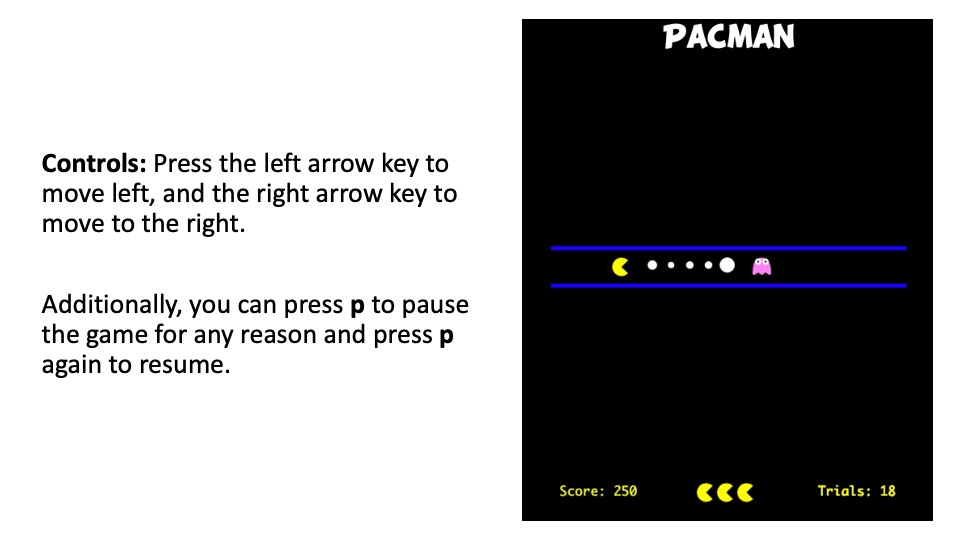 Controls: Press the left arrow key to
move left, and the right arrow key to
move to the right.
Additionally, you can press p to pause
the game for any reason and press p
again to resume.
PACMAN
Score: 250
Trials: 18